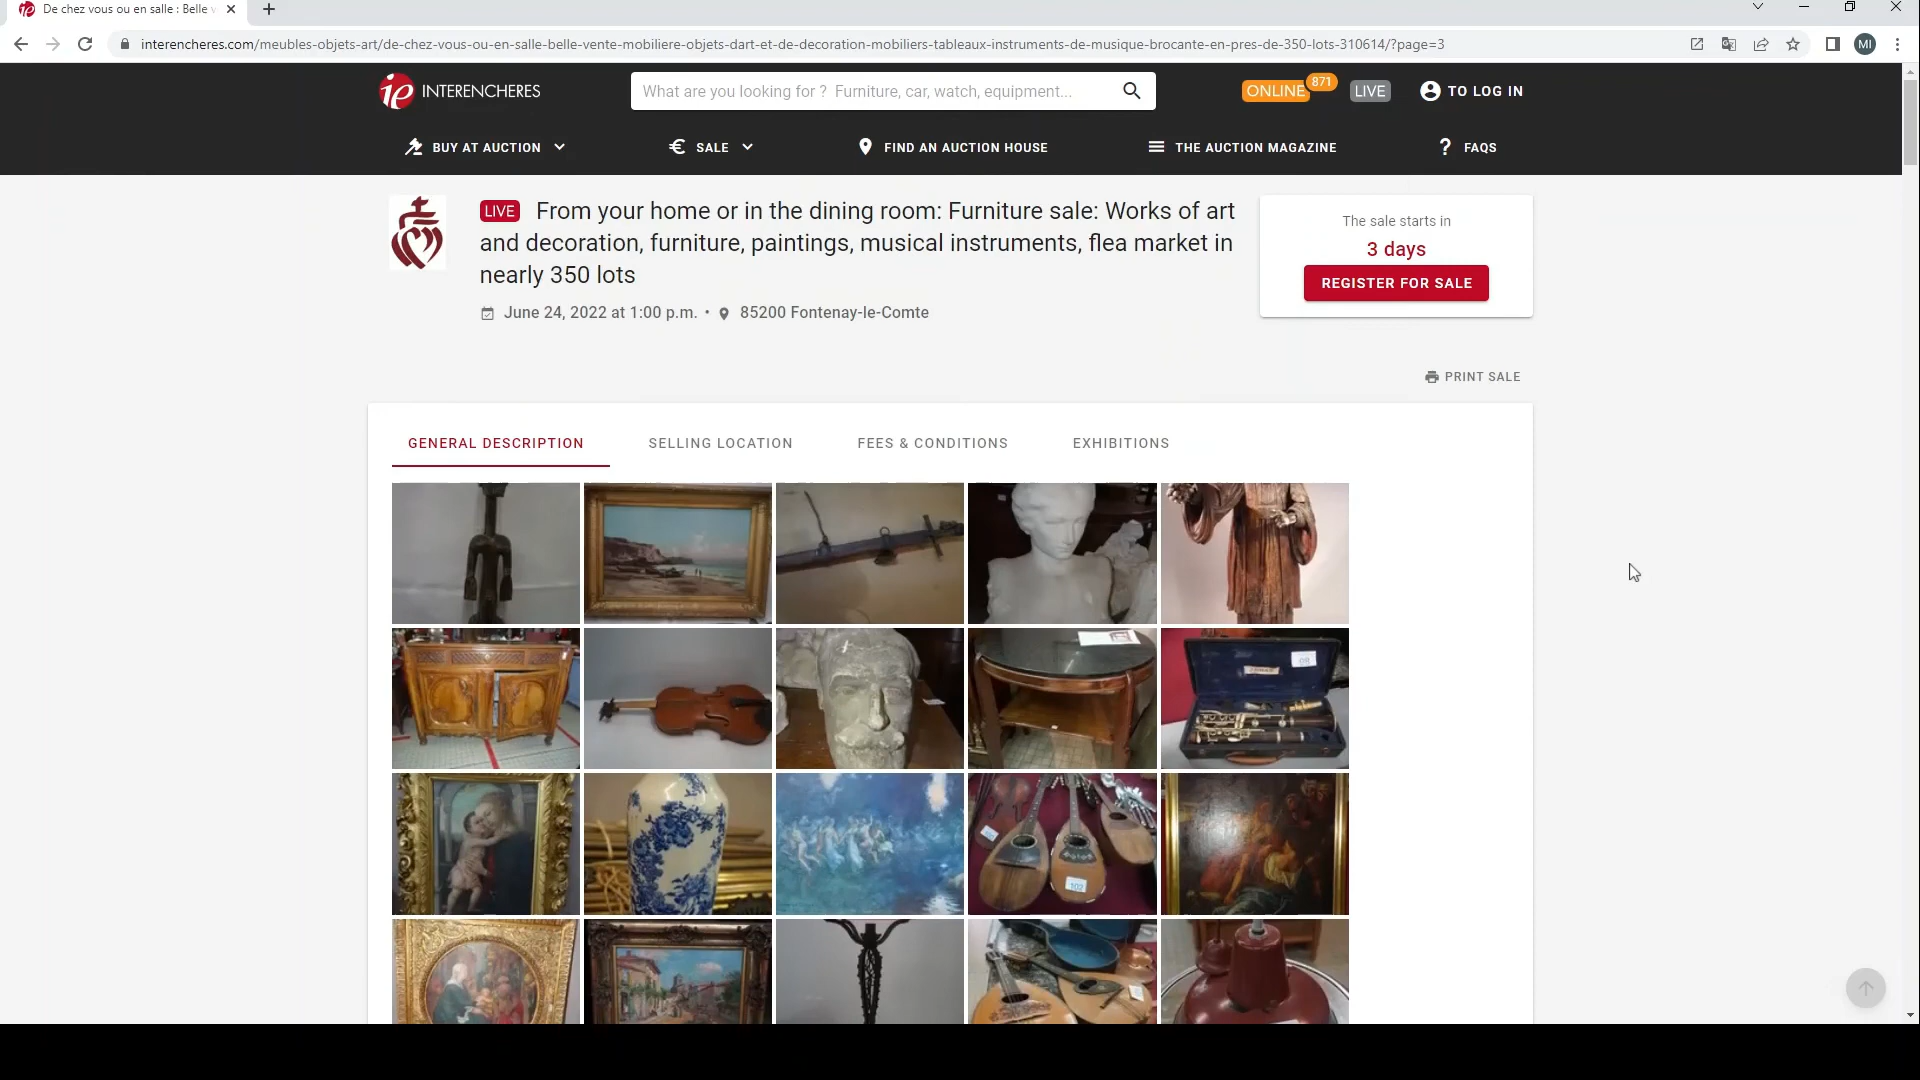 De chez vous ou en salle : Belle v
interencheres.com/meubles-objets-art/de-chez-vous-ou-en-salle-belle-vente-mobiliere-objets-dart-et-de-decoration-mobiliers-tableaux-instruments-de-musique-brocante-en-pres-de-350-lots-310614/?page=3
MI
ie INTERENCHERES
What are you looking for ? Furniture, car, watch, equipment...
ONLINE 871
LIVE
TO LOG IN
BUY AT AUCTION
€ SALE
FIND AN AUCTION HOUSE
THE AUCTION MAGAZINE
? FAQS
LIVE From your home or in the dining room: Furniture sale: Works of art
and decoration, furniture, paintings, musical instruments, flea market in
nearly 350 lots
June 24, 2022 at 1:00 p.m. • 85200 Fontenay-le-Comte
The sale starts in
3 days
REGISTER FOR SALE
PRINT SALE
GENERAL DESCRIPTION
SELLING LOCATION
FEES & CONDITIONS
EXHIBITIONS
102